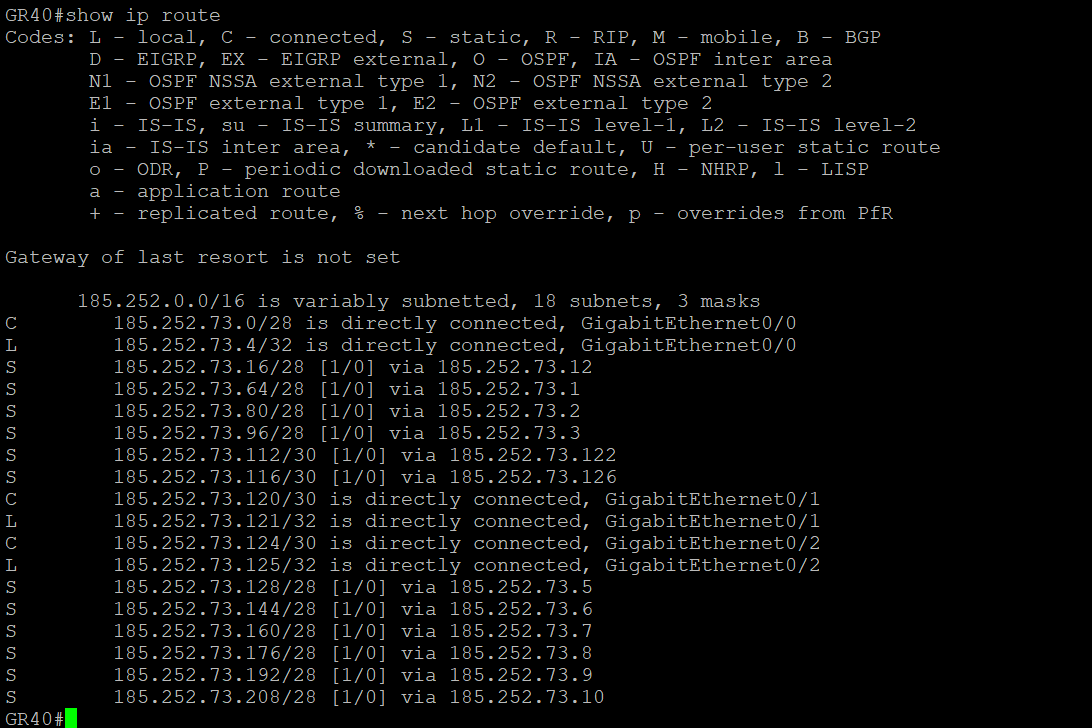 GR40#show ip route
Codes: L - local, C - connected, S - static, R - RIP, M - mobile, B - BGP
       D - EIGRP, EX - EIGRP external, O - OSPF, IA - OSPF inter area
       N1 - OSPF NSSA external type 1, N2 - OSPF NSSA external type 2
       E1 - OSPF external type 1, E2 - OSPF external type 2
       i - IS-IS, su - IS-IS summary, L1 - IS-IS level-1, L2 - IS-IS level-2
       ia - IS-IS inter area, * - candidate default, U - per-user static route
       o - ODR, P - periodic downloaded static route, H - NHRP, l - LISP
       a - application route
       + - replicated route, % - next hop override, p - overrides from PfR

Gateway of last resort is not set

      185.252.0.0/16 is variably subnetted, 18 subnets, 3 masks
C        185.252.73.0/28 is directly connected, GigabitEthernet0/0
L        185.252.73.4/32 is directly connected, GigabitEthernet0/0
S        185.252.73.16/28 [1/0] via 185.252.73.12
S        185.252.73.64/28 [1/0] via 185.252.73.1
S        185.252.73.80/28 [1/0] via 185.252.73.2
S        185.252.73.96/28 [1/0] via 185.252.73.3
S        185.252.73.112/30 [1/0] via 185.252.73.122
S        185.252.73.116/30 [1/0] via 185.252.73.126
C        185.252.73.120/30 is directly connected, GigabitEthernet0/1
L        185.252.73.121/32 is directly connected, GigabitEthernet0/1
C        185.252.73.124/30 is directly connected, GigabitEthernet0/2
L        185.252.73.125/32 is directly connected, GigabitEthernet0/2
S        185.252.73.128/28 [1/0] via 185.252.73.5
S        185.252.73.144/28 [1/0] via 185.252.73.6
S        185.252.73.160/28 [1/0] via 185.252.73.7
S        185.252.73.176/28 [1/0] via 185.252.73.8
S        185.252.73.192/28 [1/0] via 185.252.73.9
S        185.252.73.208/28 [1/0] via 185.252.73.10
GR40#